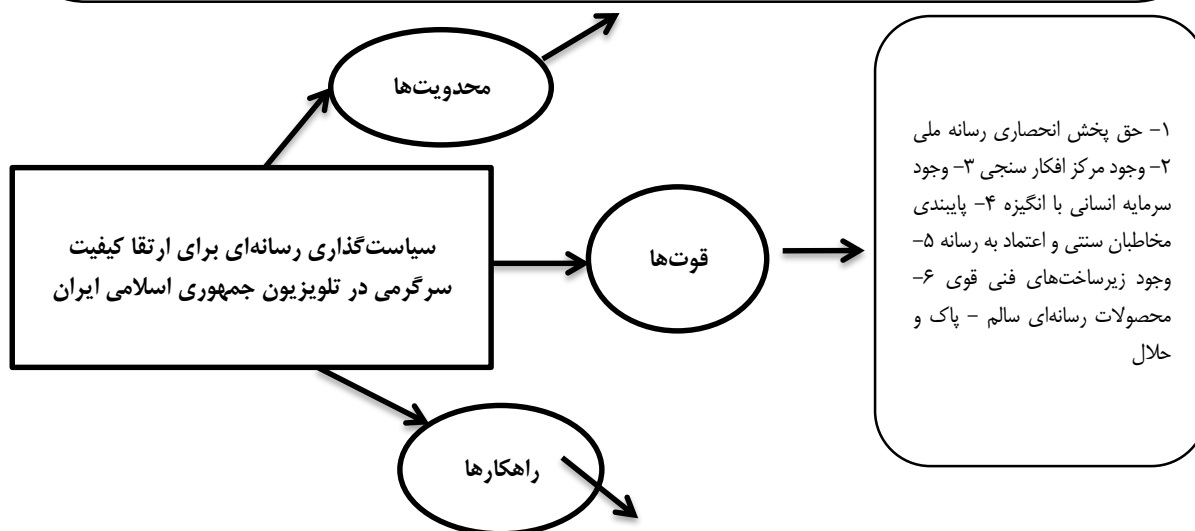 محدویت‌ها
۱- حق پخش انحصاری رسانه ملی
۲- وجود مرکز افکار سنجی ۳- وجود
سرمایه انسانی با انگیزه ۴- پایبندی
مخاطبان سنتی و اعتماد به رسانه ۵-
وجود زیرساخت‌های فنی قوی ۶-
محصولات رسانه‌ای سالم – پاک و
حلال
قوت‌ها
سیاست‌گذاری رسانه‌ای برای ارتقا کیفیت
سرگرمی در تلویزیون جمهوری اسلامی ایران
راهکارها